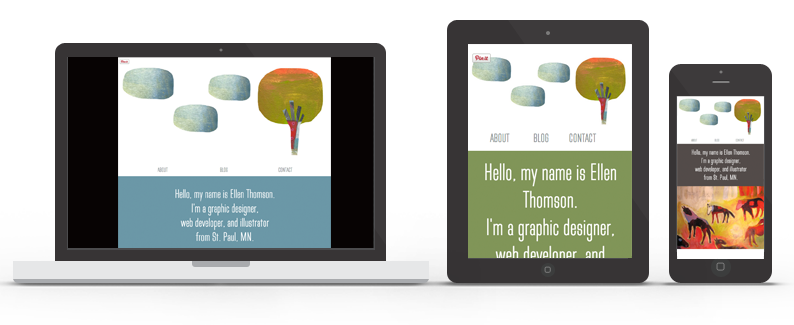 Pin it
ABOUT BLOG CONTACT
Hello, my name is Ellen Thomson.
I'm a graphic designer,
web developer, and illustrator
from St. Paul, MN.
Pin it
ABOUT BLOG CONTACT
Hello, my name is Ellen
Thomson.
I'm a graphic designer,
web developer, and
ABOUT BLOG CONTACT
Hello, my name is Ellen Thomson.
I'm a graphic designer,
web developer, and illustrator
from St. Paul, MN.